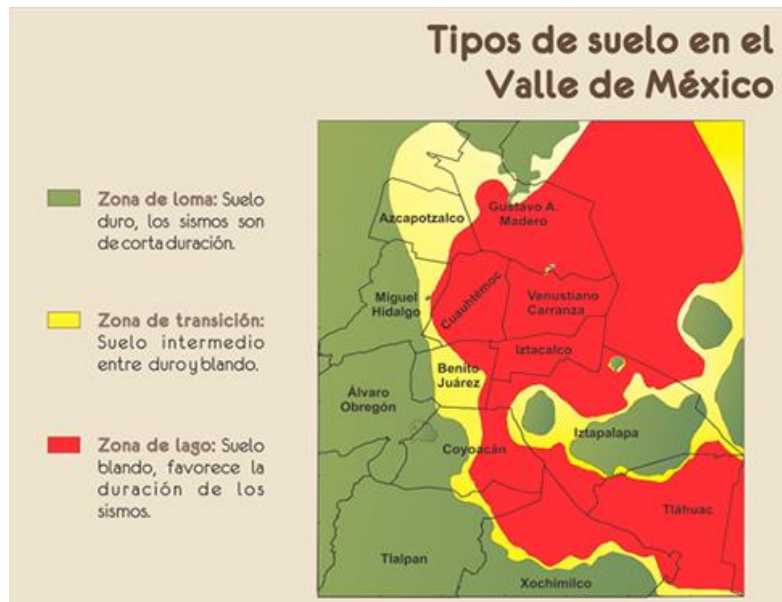 Tipos de suelo en el
Valle de México
Zona de loma: Suelo
duro, los sismos son
de corta duración.
Zona de transición:
Suelo intermedio
entre duro y blando.
Zona de lago: Suelo
blando, favorece la
duración de los
sismos.
Azcapotzalco
Gustavo A.
Madero
Miguel
Hidalgo
Cuauhtémoc
Venustiano
Carranza
Iztacalco
Benito
Juárez
Álvaro
Obregón
Iztapalapa
Coyoacán
Tláhuac
Tlalpan
Xochimilco